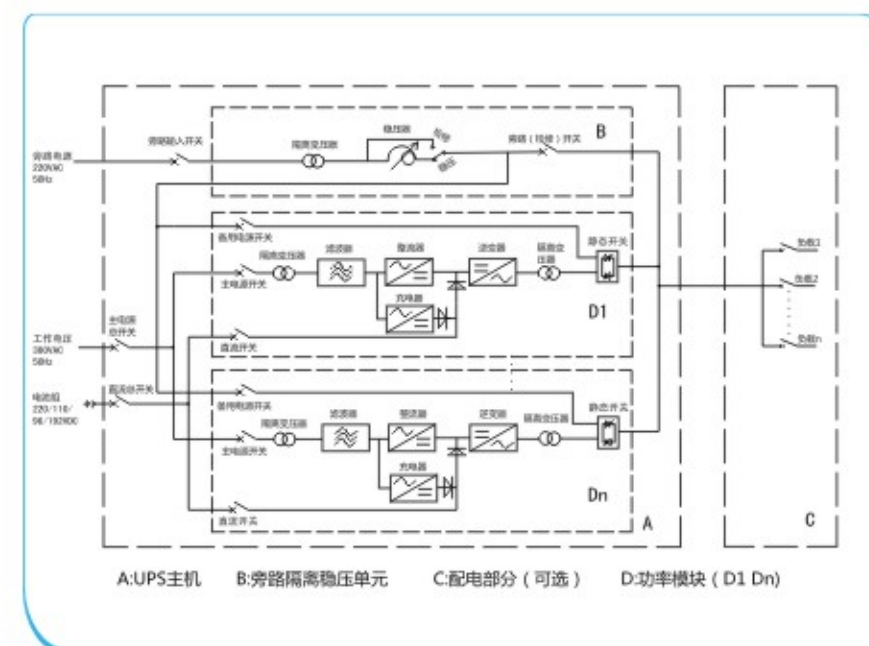 B
旁路输入开关
隔离变压器
稳压器
旁路
稳压
旁路（检修）开关
旁路电源
220VAC
50Hz
备用电源开关
隔离变压器
滤波器
整流器
逆变器
隔离变
压器
静态开关
主电源开关
充电器
D1
直流开关
主电源
总开关
工作电压
380VAC
50Hz
直流总开关
电池组
220/110/
96/192VDC
备用电源开关
隔离变压器
滤波器
整流器
逆变器
隔离变压器
静态开关
主电源开关
充电器
Dn
直流开关
A
负载1
负载2
负载n
C
A:UPS主机 B:旁路隔离稳压单元 C:配电部分（可选） D:功率模块（D1 Dn)